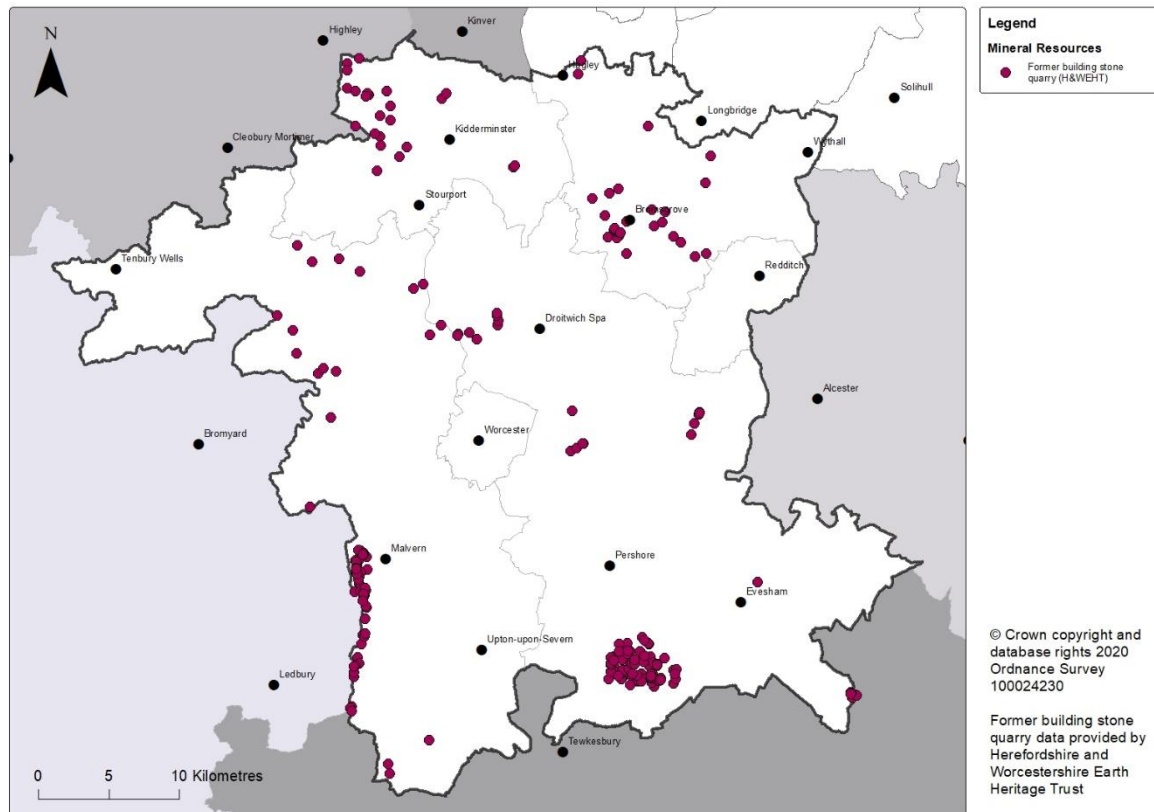 N
Highley
Kinver
Hagley
Longbridge
Solihull
Cleobury Mortimer
Kidderminster
Wythall
Stourport
Bromsgrove
Tenbury Wells
Redditch
Droitwich Spa
Alcester
Bromyard
Worcester
Malvern
Pershore
Evesham
Upton-upon-Severn
Ledbury
Tewkesbury
0 5 10 Kilometres
Legend
Mineral Resources
Former building stone
quarry (H&WEHT)
© Crown copyright and
database rights 2020
Ordnance Survey
100024230
Former building stone
quarry data provided by
Herefordshire and
Worcestershire Earth
Heritage Trust